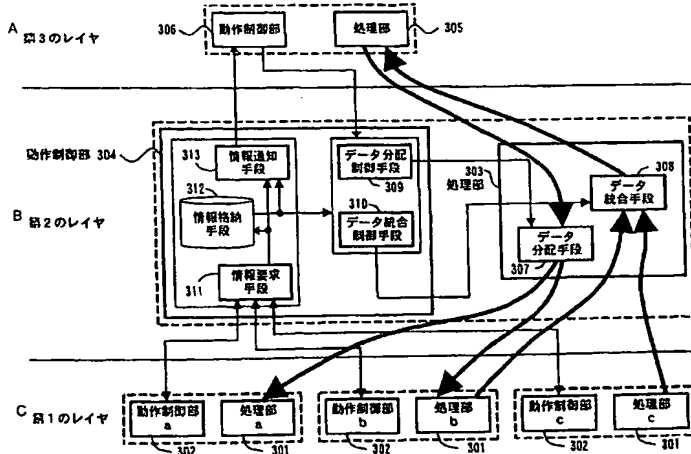 306
動作制御部
処理部
305
A 第3のレイヤ
動作制御部 304
313
情報通知
手段
データ分配
制御手段
309
303
処理部
308
データ
統合手段
312
情報格納
手段
310
データ統合
制御手段
B 第2のレイヤ
データ
分配手段
307
311
情報要求
手段
C 第1のレイヤ
動作制御部
a
処理部
a
動作制御部
b
処理部
b
動作制御部
c
処理部
c
302
301
302
301
302
301